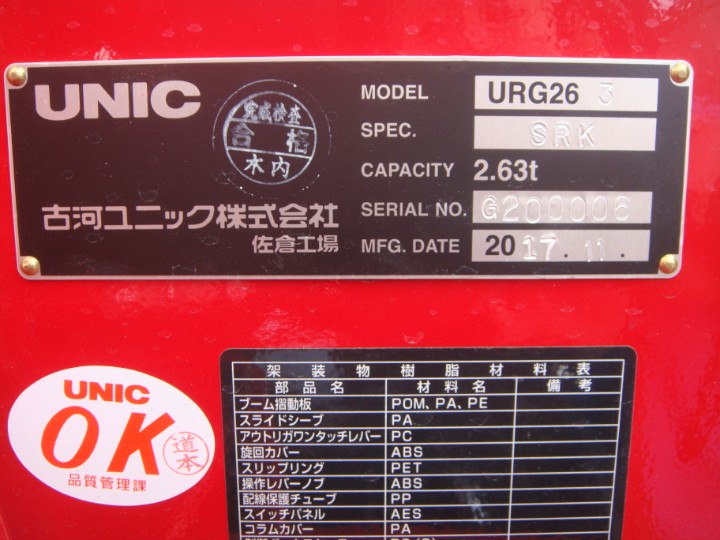 UNIC
完成検査
合格
木内
古河ユニック株式会社
佐倉工場
MODEL URG26 3
SPEC. SRK
CAPACITY 2.63t
SERIAL NO. G200006
MFG. DATE 2017.11.
UNIC
OK
道本
品質管理課
架装物樹脂材料表
部品名 材料名 備考
ブーム摺動板 POM、PA、PE
スライドシーブ PA
アウトリガワンタッチレバー PC
旋回カバー ABS
スリップリング PET
操作レバーノブ ABS
配線保護チューブ PP
スイッチパネル AES
コラムカバー PA